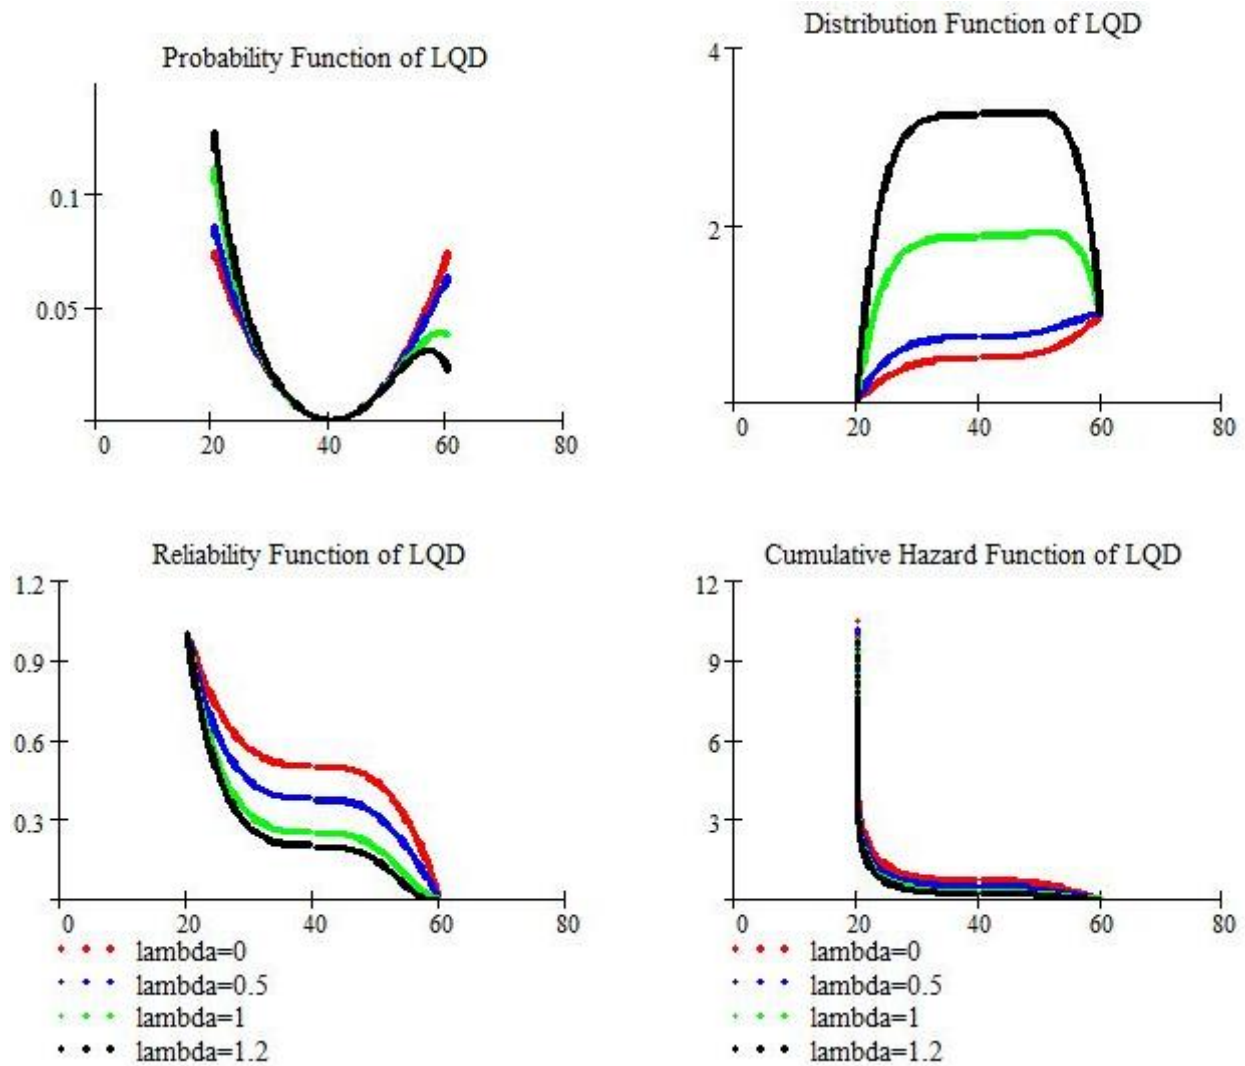 Probability Function of LQD
0.1
0.05
0 20 40 60 80
Distribution Function of LQD
4
2
0 20 40 60 80
Reliability Function of LQD
1.2
0.9
0.6
0.3
0 20 40 60 80
lambda=0
lambda=0.5
lambda=1
lambda=1.2
Cumulative Hazard Function of LQD
12
9
6
3
0 20 40 60 80
lambda=0
lambda=0.5
lambda=1
lambda=1.2